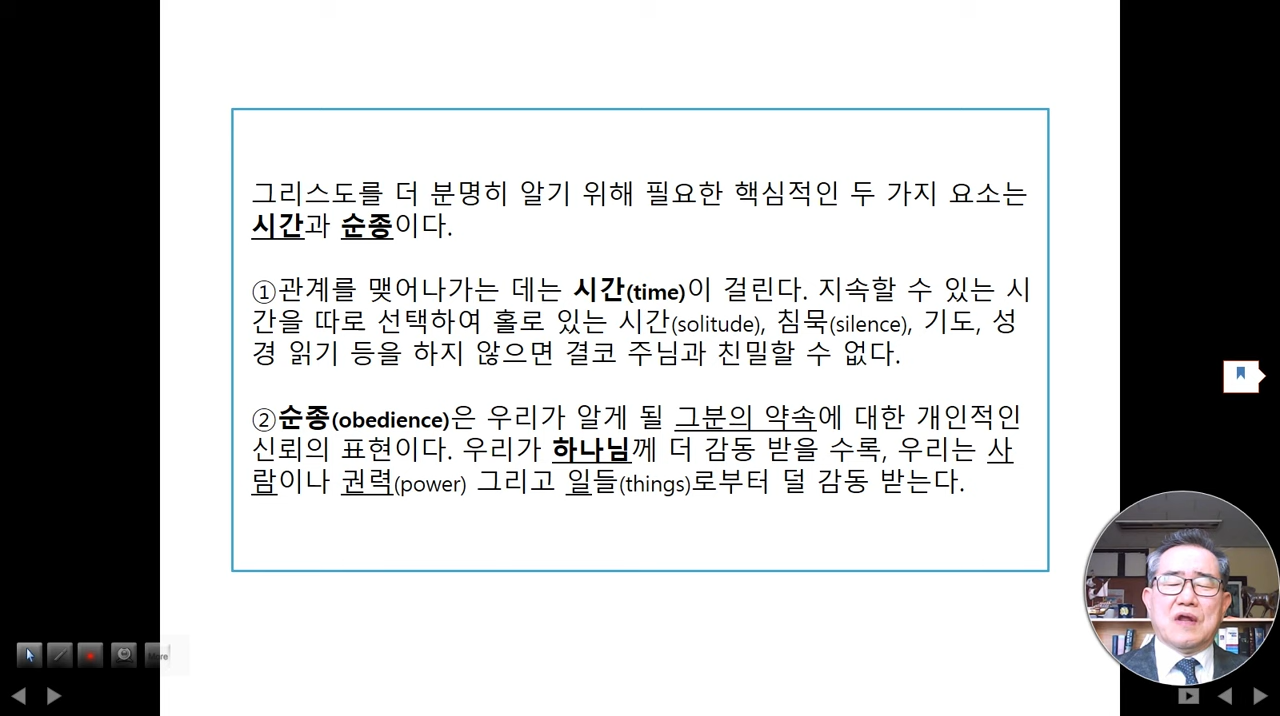 그리스도를 더 분명히 알기 위해 필요한 핵심적인 두 가지 요소는
시간과 순종이다.
①관계를 맺어나가는 데는 시간(time)이 걸린다. 지속할 수 있는 시
간을 따로 선택하여 홀로 있는 시간(solitude), 침묵(silence), 기도, 성
경 읽기 등을 하지 않으면 결코 주님과 친밀할 수 없다.
②순종(obedience)은 우리가 알게 될 그분의 약속에 대한 개인적인
신뢰의 표현이다. 우리가 하나님께 더 감동 받을 수록, 우리는 사
람이나 권력(power) 그리고 일들(things)로부터 덜 감동 받는다.
More